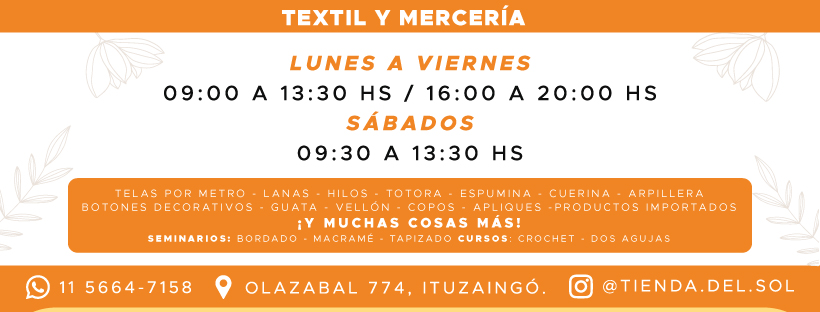 TEXTIL Y MERCERÍA
LUNES A VIERNES
09:00 A 13:30 HS / 16:00 A 20:00 HS
SÁBADOS
09:30 A 13:30 HS
TELAS POR METRO - LANAS - HILOS - TOTORA - ESPUMINA - CUERINA - ARPILLERA
BOTONES DECORATIVOS - GUATA - VELLÓN - COPOS - APLIQUES -PRODUCTOS IMPORTADOS
¡Y MUCHAS COSAS MÁS!
SEMINARIOS: BORDADO - MACRAMÉ - TAPIZADO CURSOS: CROCHET - DOS AGUJAS
11 5664-7158 OLAZABAL 774, ITUZAINGÓ. @TIENDA.DEL.SOL